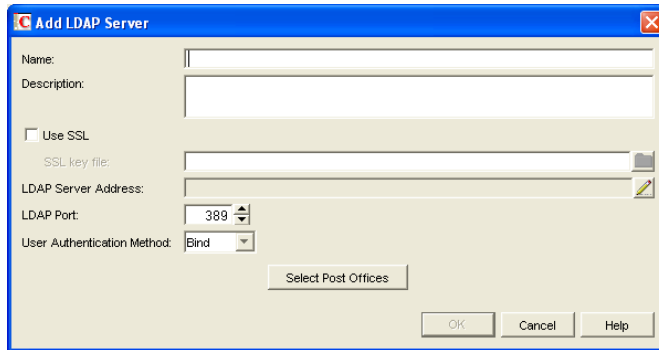 C Add LDAP Server
Name:
Description:
Use SSL
SSL key file:
LDAP Server Address:
LDAP Port: 389
User Authentication Method: Bind
Select Post Offices
OK Cancel Help